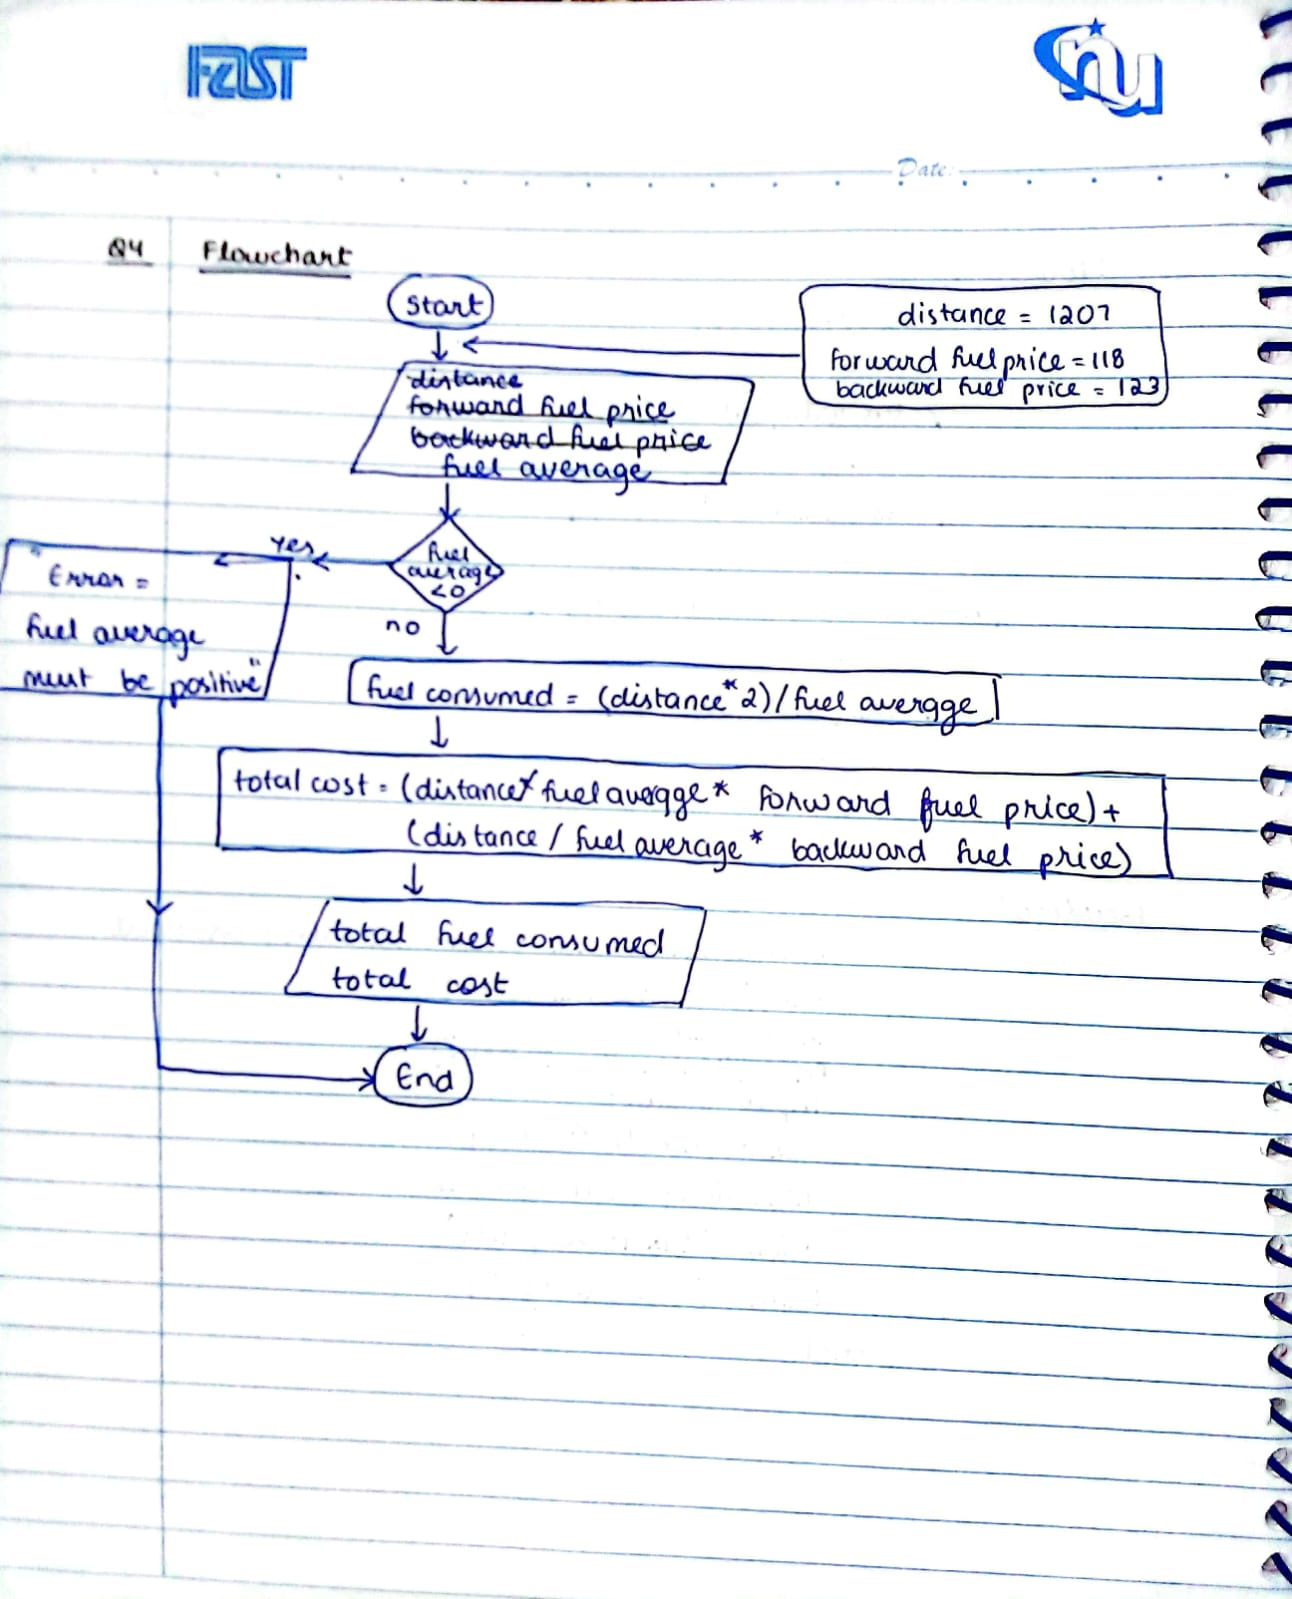 FAST
nu
Date:
Q4 Flowchart
Start
distance = 1207
forward fuel price = 118
backward fuel price = 123
distance
forward fuel price
backward fuel price
fuel average
fuel
average
<0
yes
"Error =
fuel average
must be positive"
no
fuel consumed = (distance*2)/fuel average
total cost = (distance*fuel average* forward fuel price)+
(distance / fuel average* backward fuel price)
total fuel consumed
total cost
End